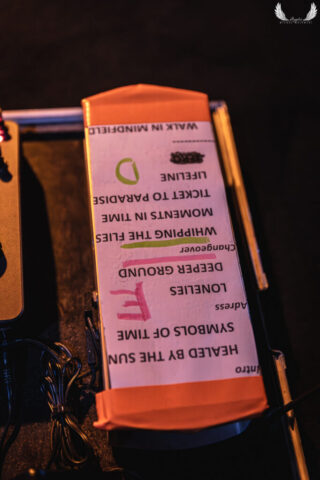 Intro
HEALED BY THE SUN
SYMBOLS OF TIME
Adress
LONELIES
DEEPER GROUND
Changeover
WHIPPING THE FLIES
MOMENTS IN TIME
TICKET TO PARADISE
LIFELINE
WALK IN MINDFIELD